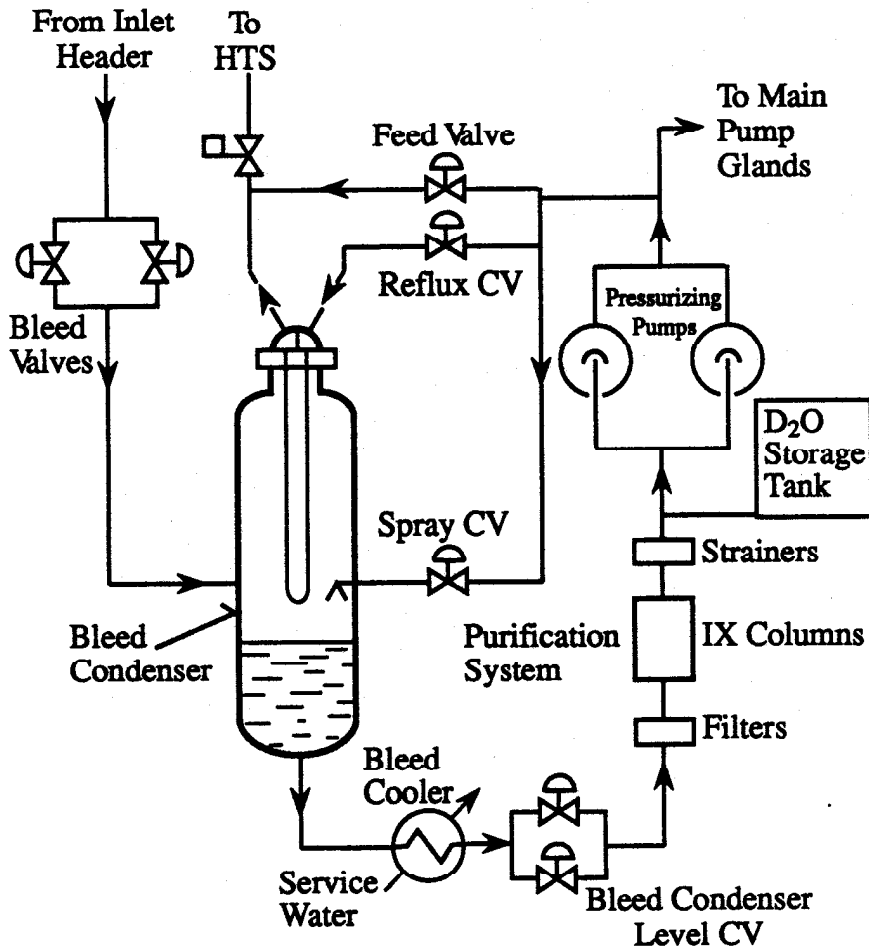 From Inlet
Header
To
HTS
Feed Valve
To Main
Pump
Glands
Reflux CV
Pressurizing
Pumps
Bleed
Valves
D₂O
Storage
Tank
Spray CV
Strainers
Bleed
Condenser
Purification
System
IX Columns
Filters
Bleed
Cooler
Service
Water
Bleed Condenser
Level CV